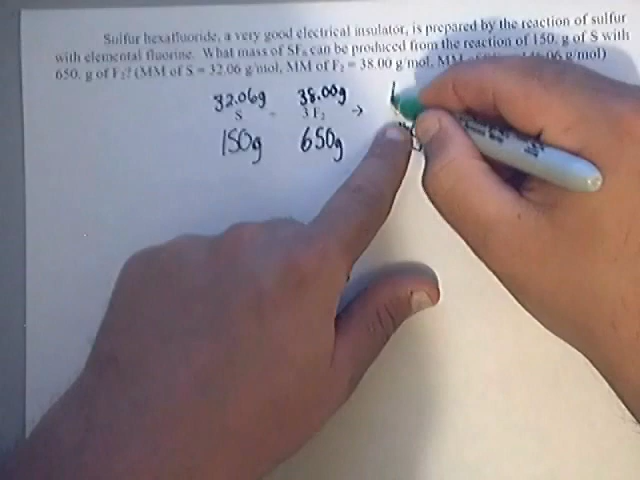 Sulfur hexafluoride, a very good electrical insulator, is prepared by the reaction of sulfur
with elemental fluorine. What mass of SF₆ can be produced from the reaction of 150. g of S with
650. g of F₂? (MM of S = 32.06 g/mol, MM of F₂ = 38.00 g/mol, MM g/mol)
32.06g 38.00g
S 3 F₂ →
150g 650g